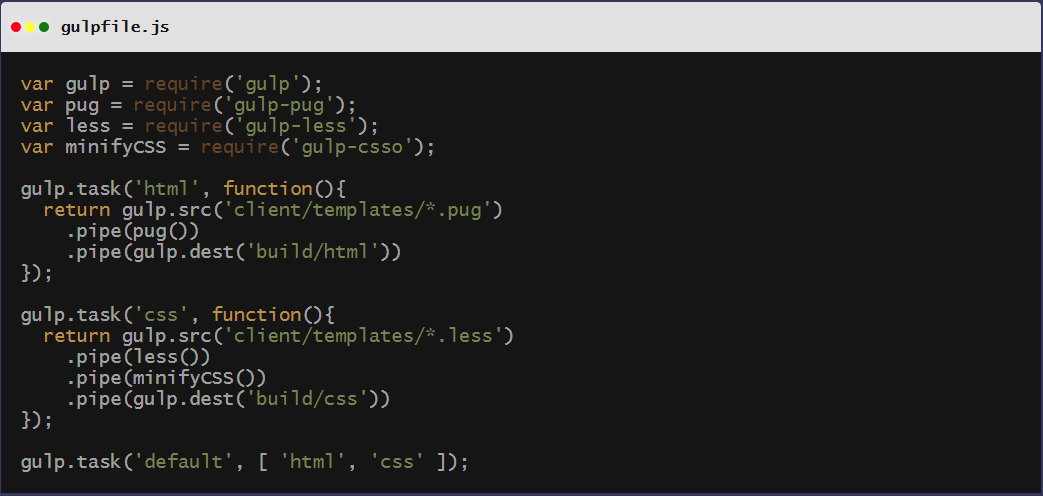 gulpfile.js
var gulp = require('gulp');
var pug = require('gulp-pug');
var less = require('gulp-less');
var minifyCSS = require('gulp-csso');

gulp.task('html', function(){
  return gulp.src('client/templates/*.pug')
    .pipe(pug())
    .pipe(gulp.dest('build/html'))
});

gulp.task('css', function(){
  return gulp.src('client/templates/*.less')
    .pipe(less())
    .pipe(minifyCSS())
    .pipe(gulp.dest('build/css'))
});

gulp.task('default', [ 'html', 'css' ]);